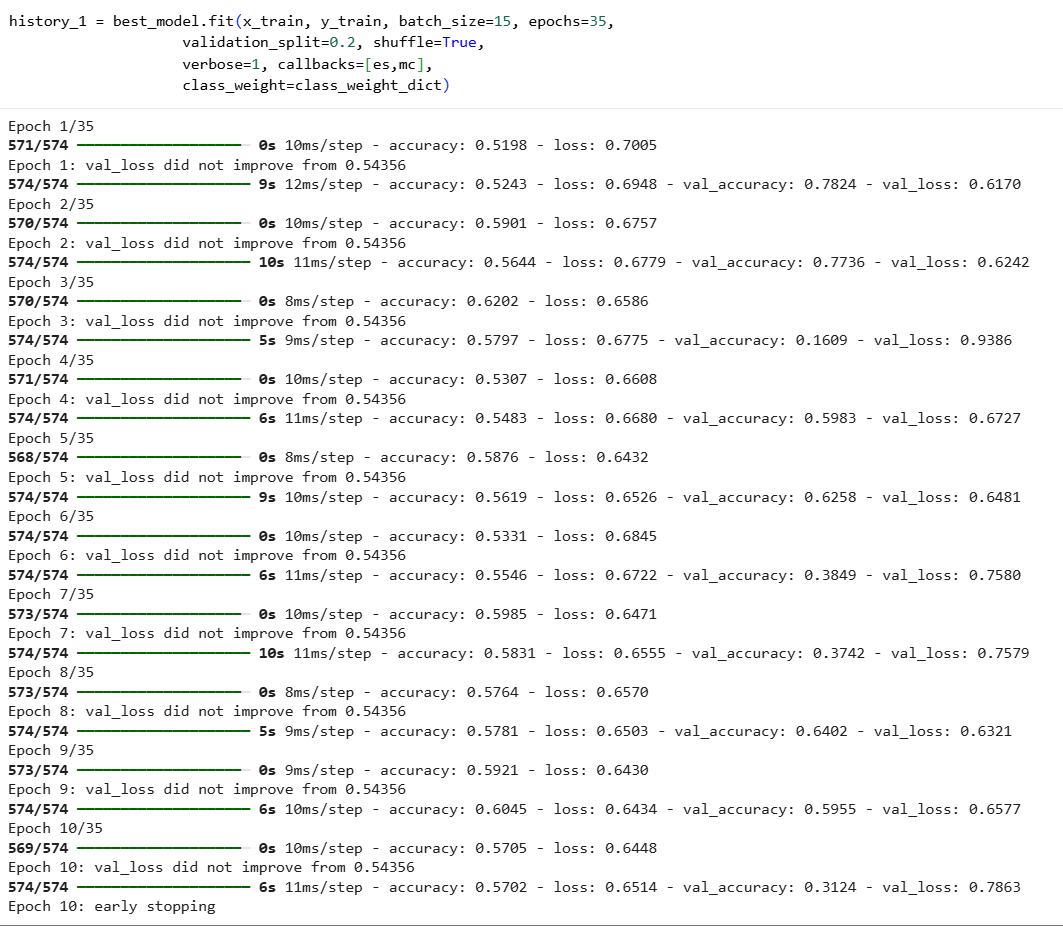 history_1 = best_model.fit(x_train, y_train, batch_size=15, epochs=35,
validation_split=0.2, shuffle=True,
verbose=1, callbacks=[es,mc],
class_weight=class_weight_dict)
Epoch 1/35
571/574 0s 10ms/step - accuracy: 0.5198 - loss: 0.7005
Epoch 1: val_loss did not improve from 0.54356
574/574 9s 12ms/step - accuracy: 0.5243 - loss: 0.6948 - val_accuracy: 0.7824 - val_loss: 0.6170
Epoch 2/35
570/574 0s 10ms/step - accuracy: 0.5901 - loss: 0.6757
Epoch 2: val_loss did not improve from 0.54356
574/574 10s 11ms/step - accuracy: 0.5644 - loss: 0.6779 - val_accuracy: 0.7736 - val_loss: 0.6242
Epoch 3/35
570/574 0s 8ms/step - accuracy: 0.6202 - loss: 0.6586
Epoch 3: val_loss did not improve from 0.54356
574/574 5s 9ms/step - accuracy: 0.5797 - loss: 0.6775 - val_accuracy: 0.1609 - val_loss: 0.9386
Epoch 4/35
571/574 0s 10ms/step - accuracy: 0.5307 - loss: 0.6608
Epoch 4: val_loss did not improve from 0.54356
574/574 6s 11ms/step - accuracy: 0.5483 - loss: 0.6680 - val_accuracy: 0.5983 - val_loss: 0.6727
Epoch 5/35
568/574 0s 8ms/step - accuracy: 0.5876 - loss: 0.6432
Epoch 5: val_loss did not improve from 0.54356
574/574 9s 10ms/step - accuracy: 0.5619 - loss: 0.6526 - val_accuracy: 0.6258 - val_loss: 0.6481
Epoch 6/35
574/574 0s 10ms/step - accuracy: 0.5331 - loss: 0.6845
Epoch 6: val_loss did not improve from 0.54356
574/574 6s 11ms/step - accuracy: 0.5546 - loss: 0.6722 - val_accuracy: 0.3849 - val_loss: 0.7580
Epoch 7/35
573/574 0s 10ms/step - accuracy: 0.5985 - loss: 0.6471
Epoch 7: val_loss did not improve from 0.54356
574/574 10s 11ms/step - accuracy: 0.5831 - loss: 0.6555 - val_accuracy: 0.3742 - val_loss: 0.7579
Epoch 8/35
573/574 0s 8ms/step - accuracy: 0.5764 - loss: 0.6570
Epoch 8: val_loss did not improve from 0.54356
574/574 5s 9ms/step - accuracy: 0.5781 - loss: 0.6503 - val_accuracy: 0.6402 - val_loss: 0.6321
Epoch 9/35
573/574 0s 9ms/step - accuracy: 0.5921 - loss: 0.6430
Epoch 9: val_loss did not improve from 0.54356
574/574 6s 10ms/step - accuracy: 0.6045 - loss: 0.6434 - val_accuracy: 0.5955 - val_loss: 0.6577
Epoch 10/35
569/574 0s 10ms/step - accuracy: 0.5705 - loss: 0.6448
Epoch 10: val_loss did not improve from 0.54356
574/574 6s 11ms/step - accuracy: 0.5702 - loss: 0.6514 - val_accuracy: 0.3124 - val_loss: 0.7863
Epoch 10: early stopping